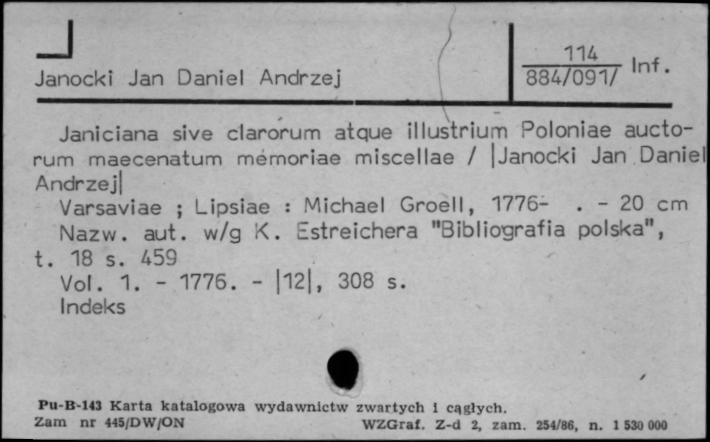 Janocki Jan Daniel Andrzej
114
884/091/ Inf.
Janiciana sive clarorum atque illustrium Poloniae aucto-
rum maecenatum mémoriae miscellae / |Janocki Jan Daniel
Andrzej|
Varsaviae ; Lipsiae : Michael Groell, 1776- . - 20 cm
Nazw. aut. w/g K. Estreichera "Bibliografia polska",
t. 18 s. 459
Vol. 1. - 1776. - |12|, 308 s.
Indeks
Pu-B-143 Karta katalogowa wydawnictw zwartych i cągłych.
Zam nr 445/DW/ON WZGraf. Z-d 2, zam. 254/86, n. 1 530 000